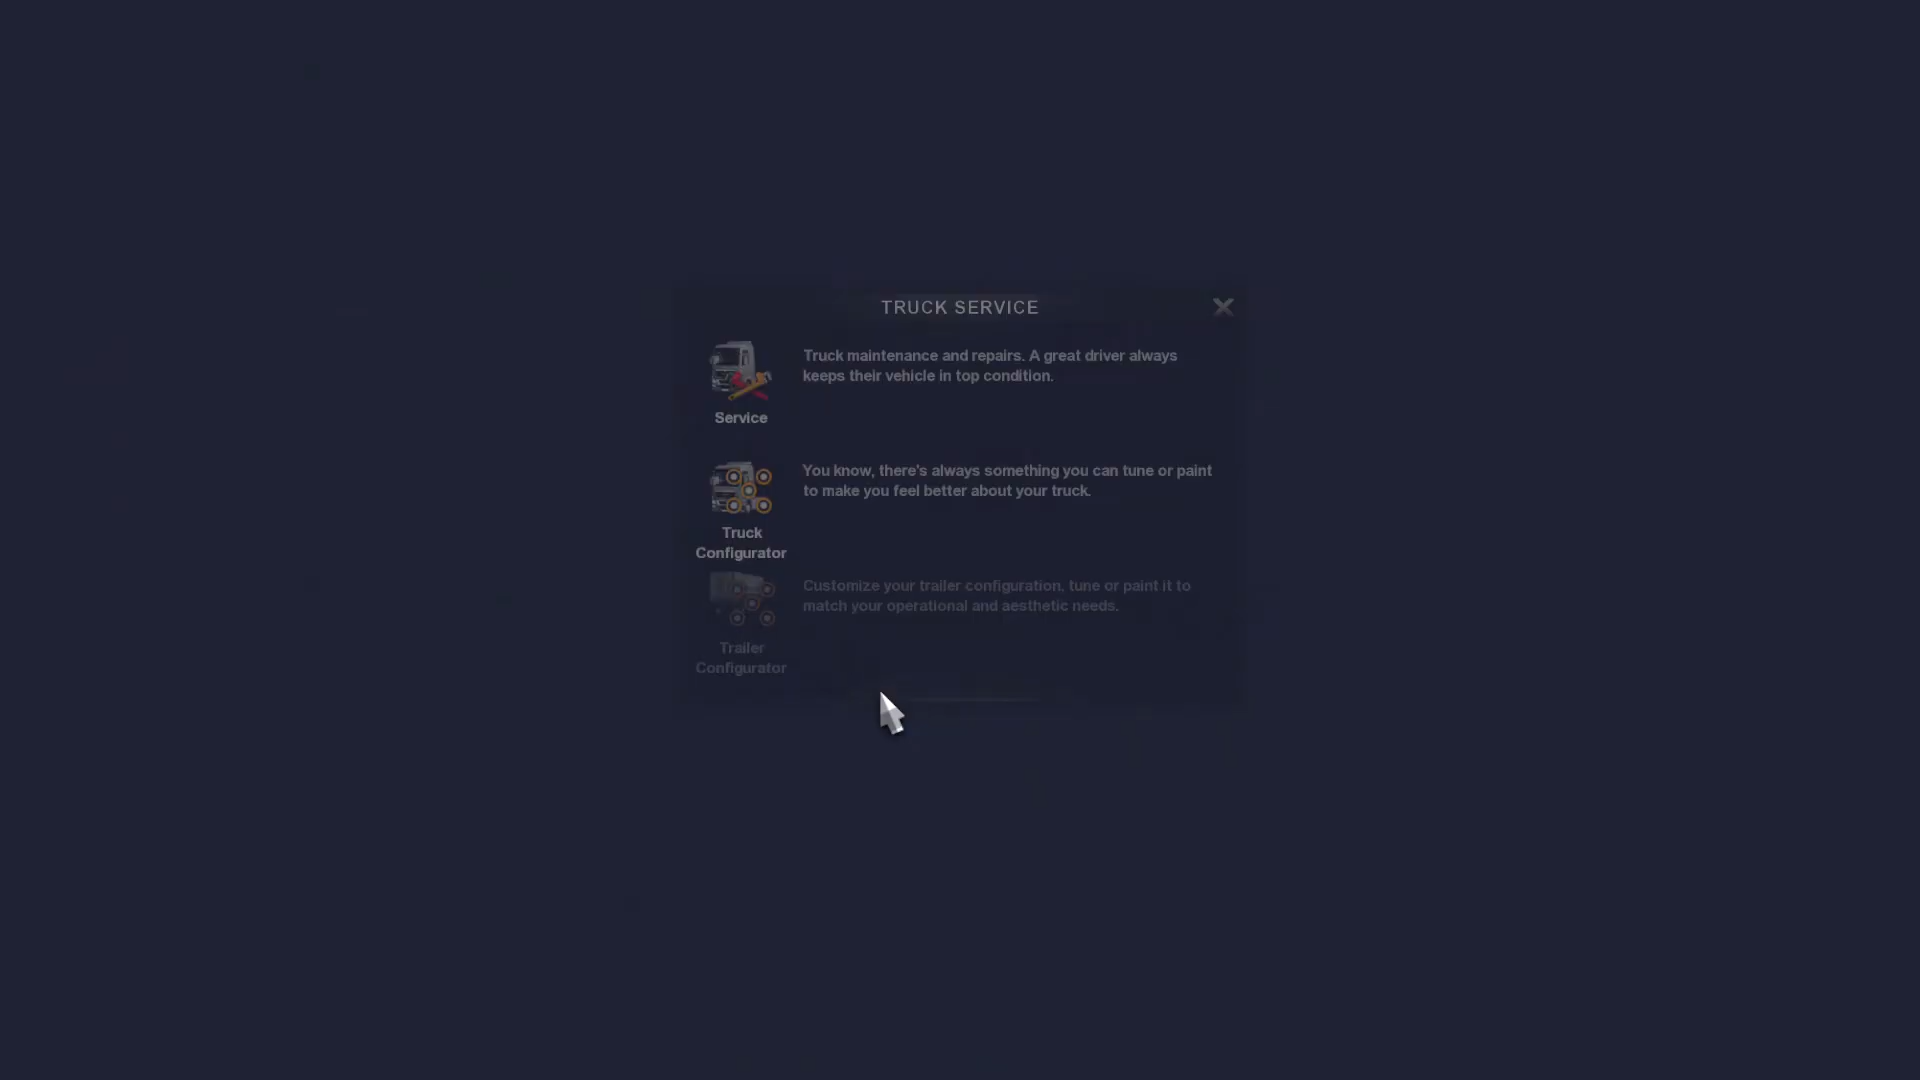 TRUCK SERVICE
Truck maintenance and repairs. A great driver always
keeps their vehicle in top condition.
Service
You know, there's always something you can tune or paint
to make you feel better about your truck.
Truck
Configurator
Customize your trailer configuration, tune or paint it to
match your operational and aesthetic needs.
Trailer
Configurator